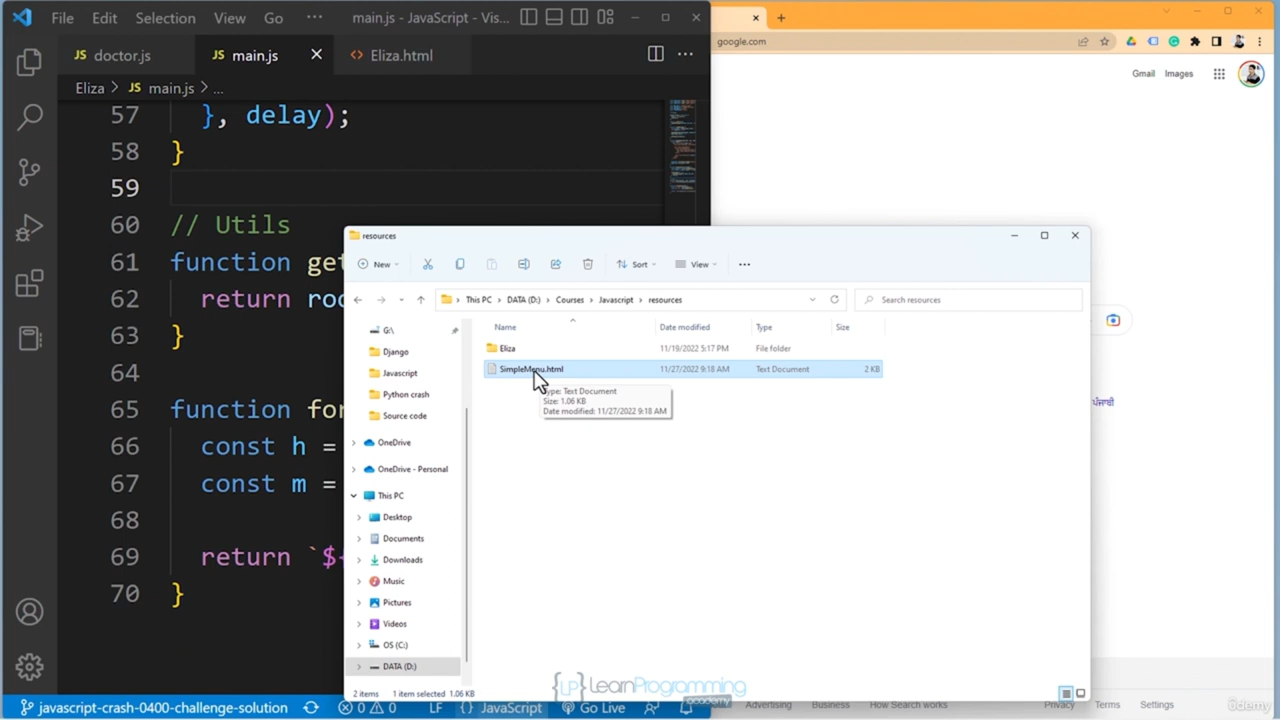 File Edit Selection View Go ··· main.js - JavaScript - Vis...
google.com
doctor.js main.js Eliza.html
Gmail Images
Eliza > main.js > ...
57 }, delay);
58 }
59
60 // Utils
61 function get
62 return roo
63 }
64
65 function for
66 const h =
67 const m =
68
69 return `${
70 }
resources
New Sort View ···
This PC > DATA (D:) > Courses > Javascript > resources
Search resources
Name Date modified Type Size
Eliza 11/19/2022 5:17 PM File folder
SimpleMenu.html 11/27/2022 9:18 AM Text Document 2 KB
Type: Text Document
Size: 1.06 KB
Date modified: 11/27/2022 9:18 AM
G:\
Django
Javascript
Python crash
Source code
OneDrive
OneDrive - Personal
This PC
Desktop
Documents
Downloads
Music
Pictures
Videos
OS (C:)
DATA (D:)
2 items 1 item selected 1.06 KB
ਪੰਜਾਬੀ
{LP} LearnProgramming
academy
javascript-crash-0400-challenge-solution 0 0 LF {} JavaScript Go Live
Advertising Business How Search works Privacy Terms Settings
ûdemy